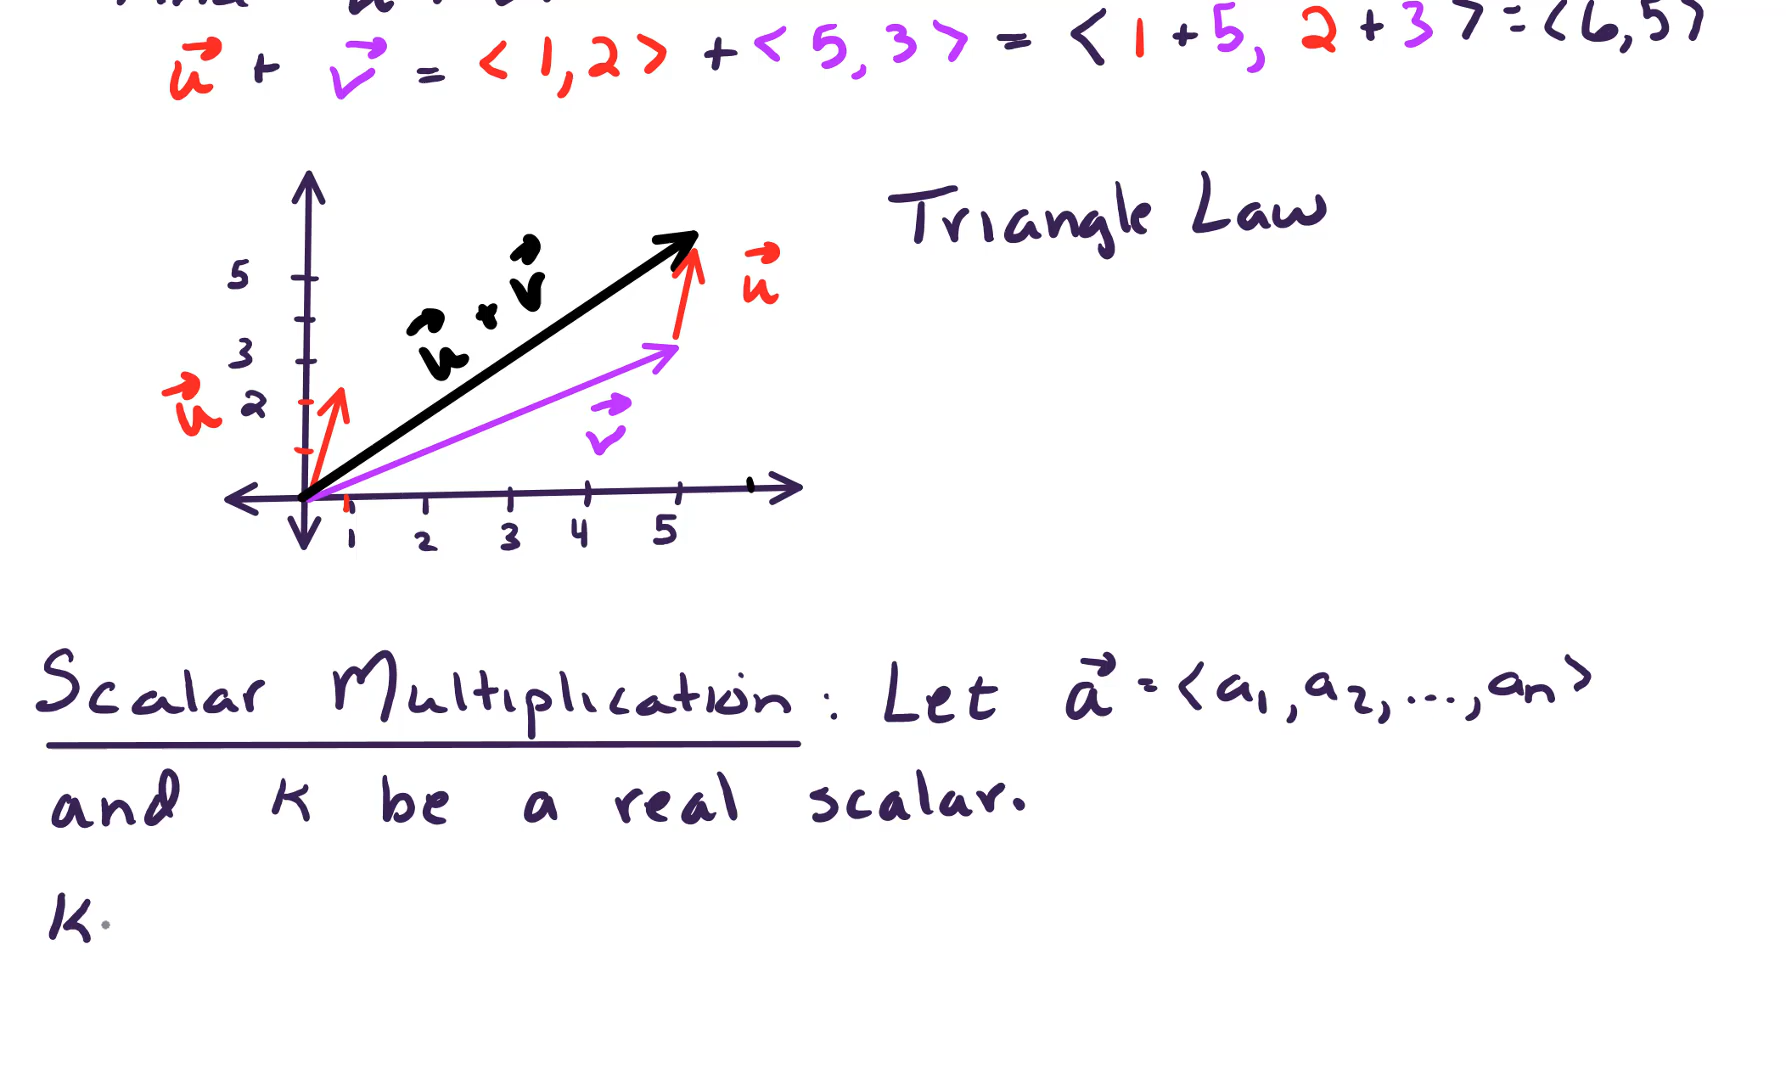 u⃗ + v⃗ = <1,2> + <5,3> = <1+5, 2+3> = <6,5>
Triangle Law
u⃗ + v⃗
u⃗
5
3
u⃗ 2
v⃗
1 2 3 4 5
Scalar Multiplication: Let a⃗ = <a₁, a₂, ..., aₙ>
and k be a real scalar.
k